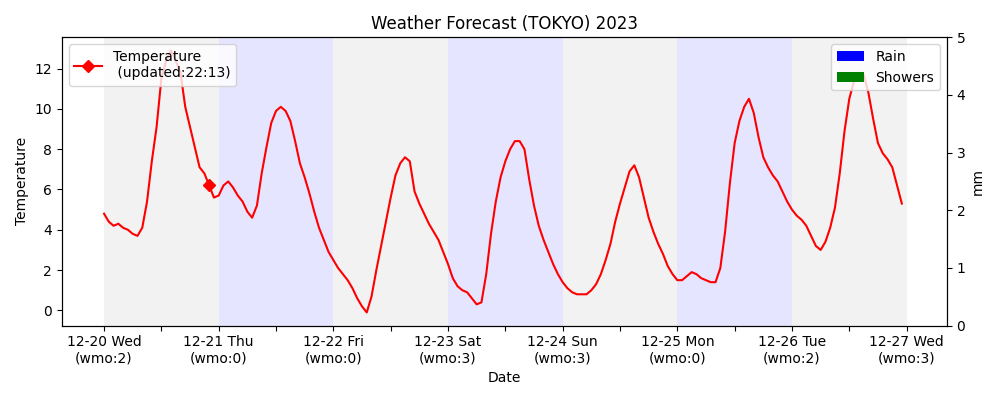 Weather Forecast (TOKYO) 2023
Temperature
(updated:22:13)
Rain
Showers
12
10
8
6
4
2
0
Temperature
5
4
3
2
1
0
mm
12-20 Wed
(wmo:2)
12-21 Thu
(wmo:0)
12-22 Fri
(wmo:0)
12-23 Sat
(wmo:3)
12-24 Sun
(wmo:3)
12-25 Mon
(wmo:0)
12-26 Tue
(wmo:2)
12-27 Wed
(wmo:3)
Date